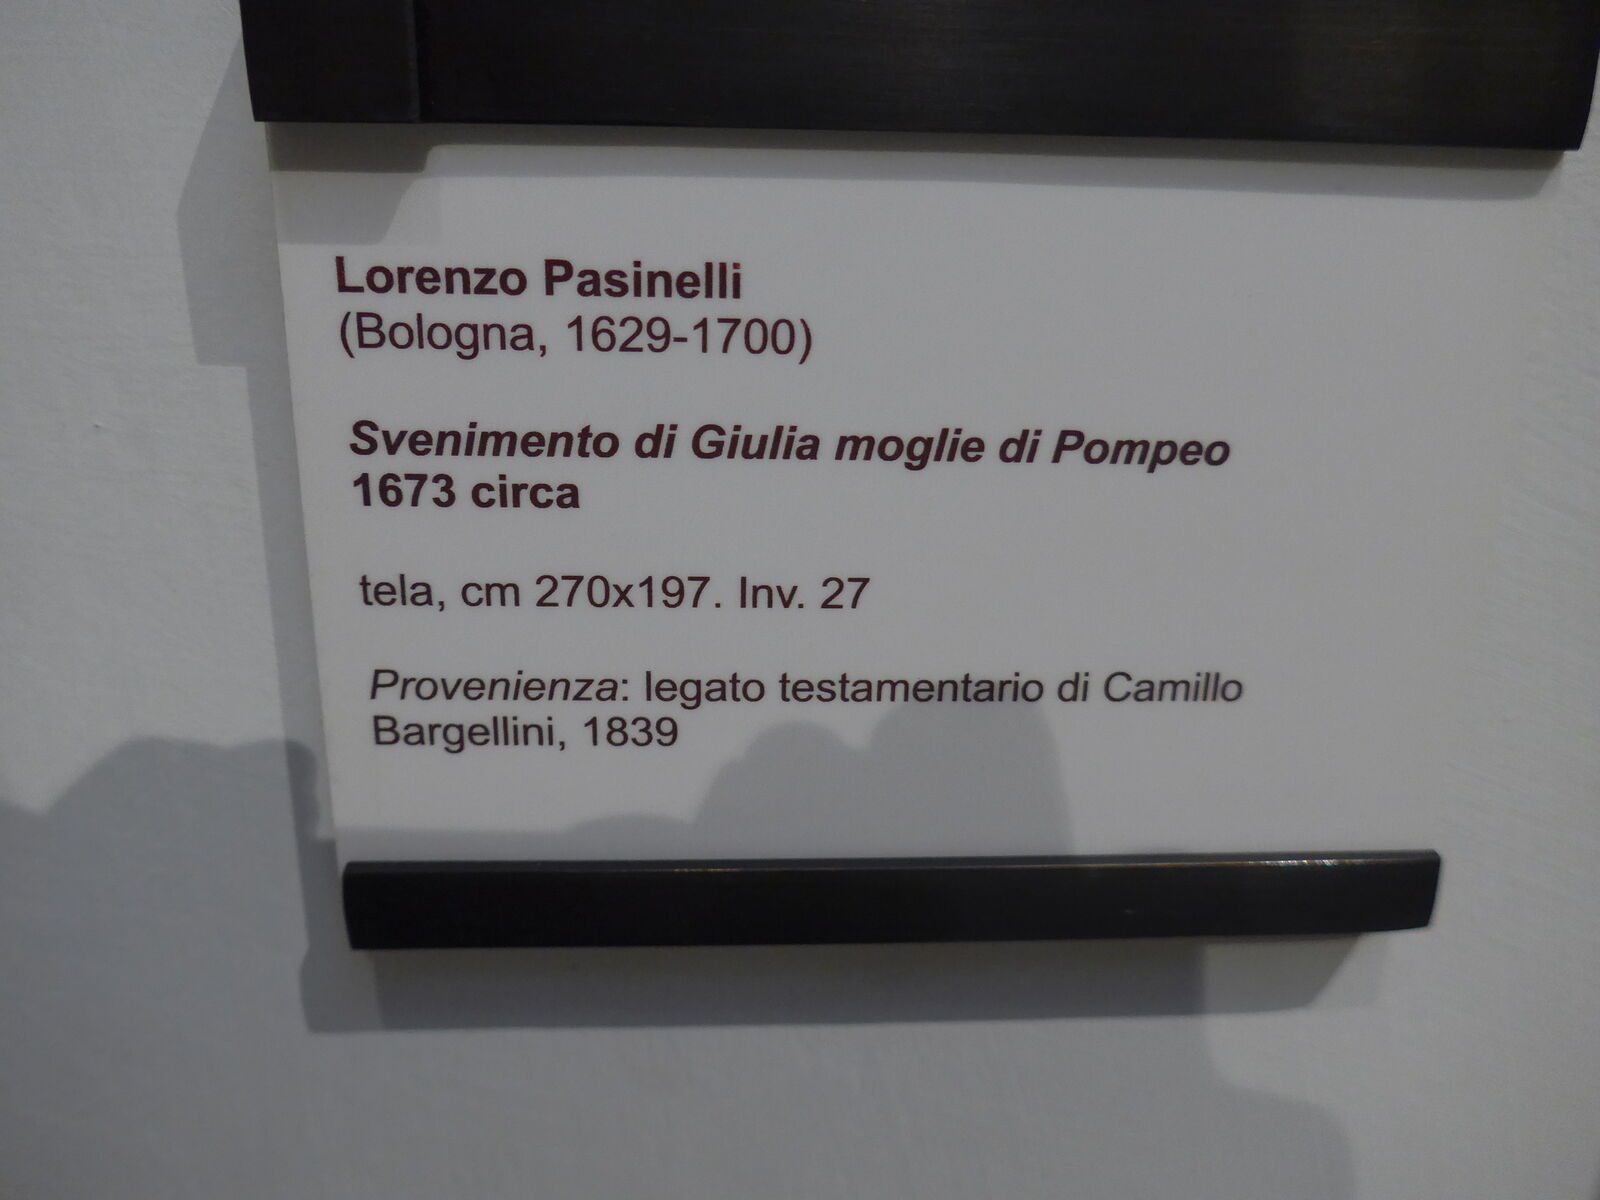 Lorenzo Pasinelli
(Bologna, 1629-1700)
Svenimento di Giulia moglie di Pompeo
1673 circa
tela, cm 270x197. Inv. 27
Provenienza: legato testamentario di Camillo
Bargellini, 1839